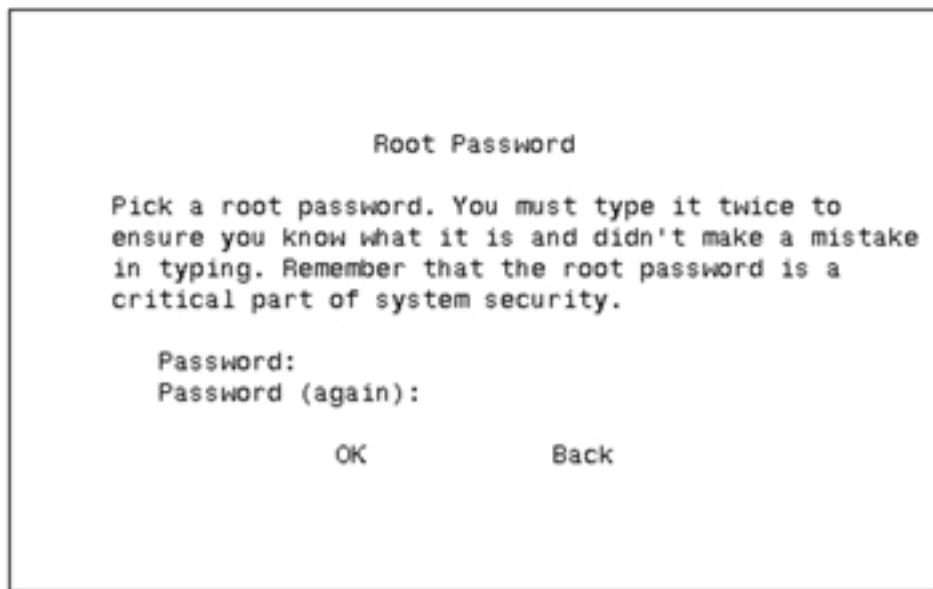 Root Password
Pick a root password. You must type it twice to
ensure you know what it is and didn't make a mistake
in typing. Remember that the root password is a
critical part of system security.
Password:
Password (again):
OK Back